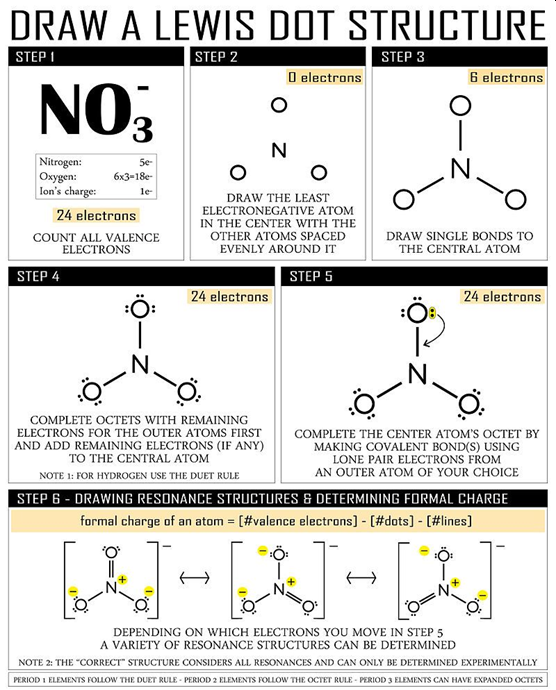 DRAW A LEWIS DOT STRUCTURE
STEP 1
NO₃⁻
Nitrogen: 5e-
Oxygen: 6x3=18e-
Ion's charge: 1e-
24 electrons
COUNT ALL VALENCE
ELECTRONS
STEP 2
0 electrons
O
N
O O
DRAW THE LEAST
ELECTRONEGATIVE ATOM
IN THE CENTER WITH THE
OTHER ATOMS SPACED
EVENLY AROUND IT
STEP 3
6 electrons
O
N
O O
DRAW SINGLE BONDS TO
THE CENTRAL ATOM
STEP 4
24 electrons
O
N
O O
COMPLETE OCTETS WITH REMAINING
ELECTRONS FOR THE OUTER ATOMS FIRST
AND ADD REMAINING ELECTRONS (IF ANY)
TO THE CENTRAL ATOM
NOTE 1: FOR HYDROGEN USE THE DUET RULE
STEP 5
24 electrons
O
N
O O
COMPLETE THE CENTER ATOM'S OCTET BY
MAKING COVALENT BOND(S) USING
LONE PAIR ELECTRONS FROM
AN OUTER ATOM OF YOUR CHOICE
STEP 6 - DRAWING RESONANCE STRUCTURES & DETERMINING FORMAL CHARGE
formal charge of an atom = [#valence electrons] - [#dots] - [#lines]
O − O − O −
− N + − − N + N + −
O O O O O O
DEPENDING ON WHICH ELECTRONS YOU MOVE IN STEP 5
A VARIETY OF RESONANCE STRUCTURES CAN BE DETERMINED
NOTE 2: THE "CORRECT" STRUCTURE CONSIDERS ALL RESONANCES AND CAN ONLY BE DETERMINED EXPERIMENTALLY
PERIOD 1 ELEMENTS FOLLOW THE DUET RULE - PERIOD 2 ELEMENTS FOLLOW THE OCTET RULE - PERIOD 3 ELEMENTS CAN HAVE EXPANDED OCTETS